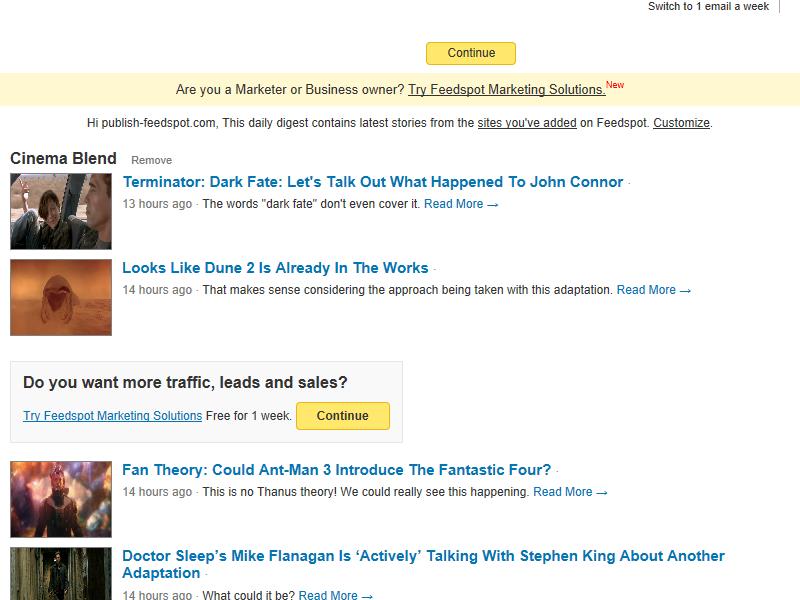 Switch to 1 email a week
Continue
Are you a Marketer or Business owner? Try Feedspot Marketing Solutions.New
Hi publish-feedspot.com, This daily digest contains latest stories from the sites you've added on Feedspot. Customize.
Cinema Blend Remove
Terminator: Dark Fate: Let's Talk Out What Happened To John Connor ·
13 hours ago · The words "dark fate" don't even cover it. Read More →
Looks Like Dune 2 Is Already In The Works ·
14 hours ago · That makes sense considering the approach being taken with this adaptation. Read More →
Do you want more traffic, leads and sales?
Try Feedspot Marketing Solutions Free for 1 week. Continue
Fan Theory: Could Ant-Man 3 Introduce The Fantastic Four? ·
14 hours ago · This is no Thanus theory! We could really see this happening. Read More →
Doctor Sleep’s Mike Flanagan Is ‘Actively’ Talking With Stephen King About Another
Adaptation ·
14 hours ago · What could it be? Read More →